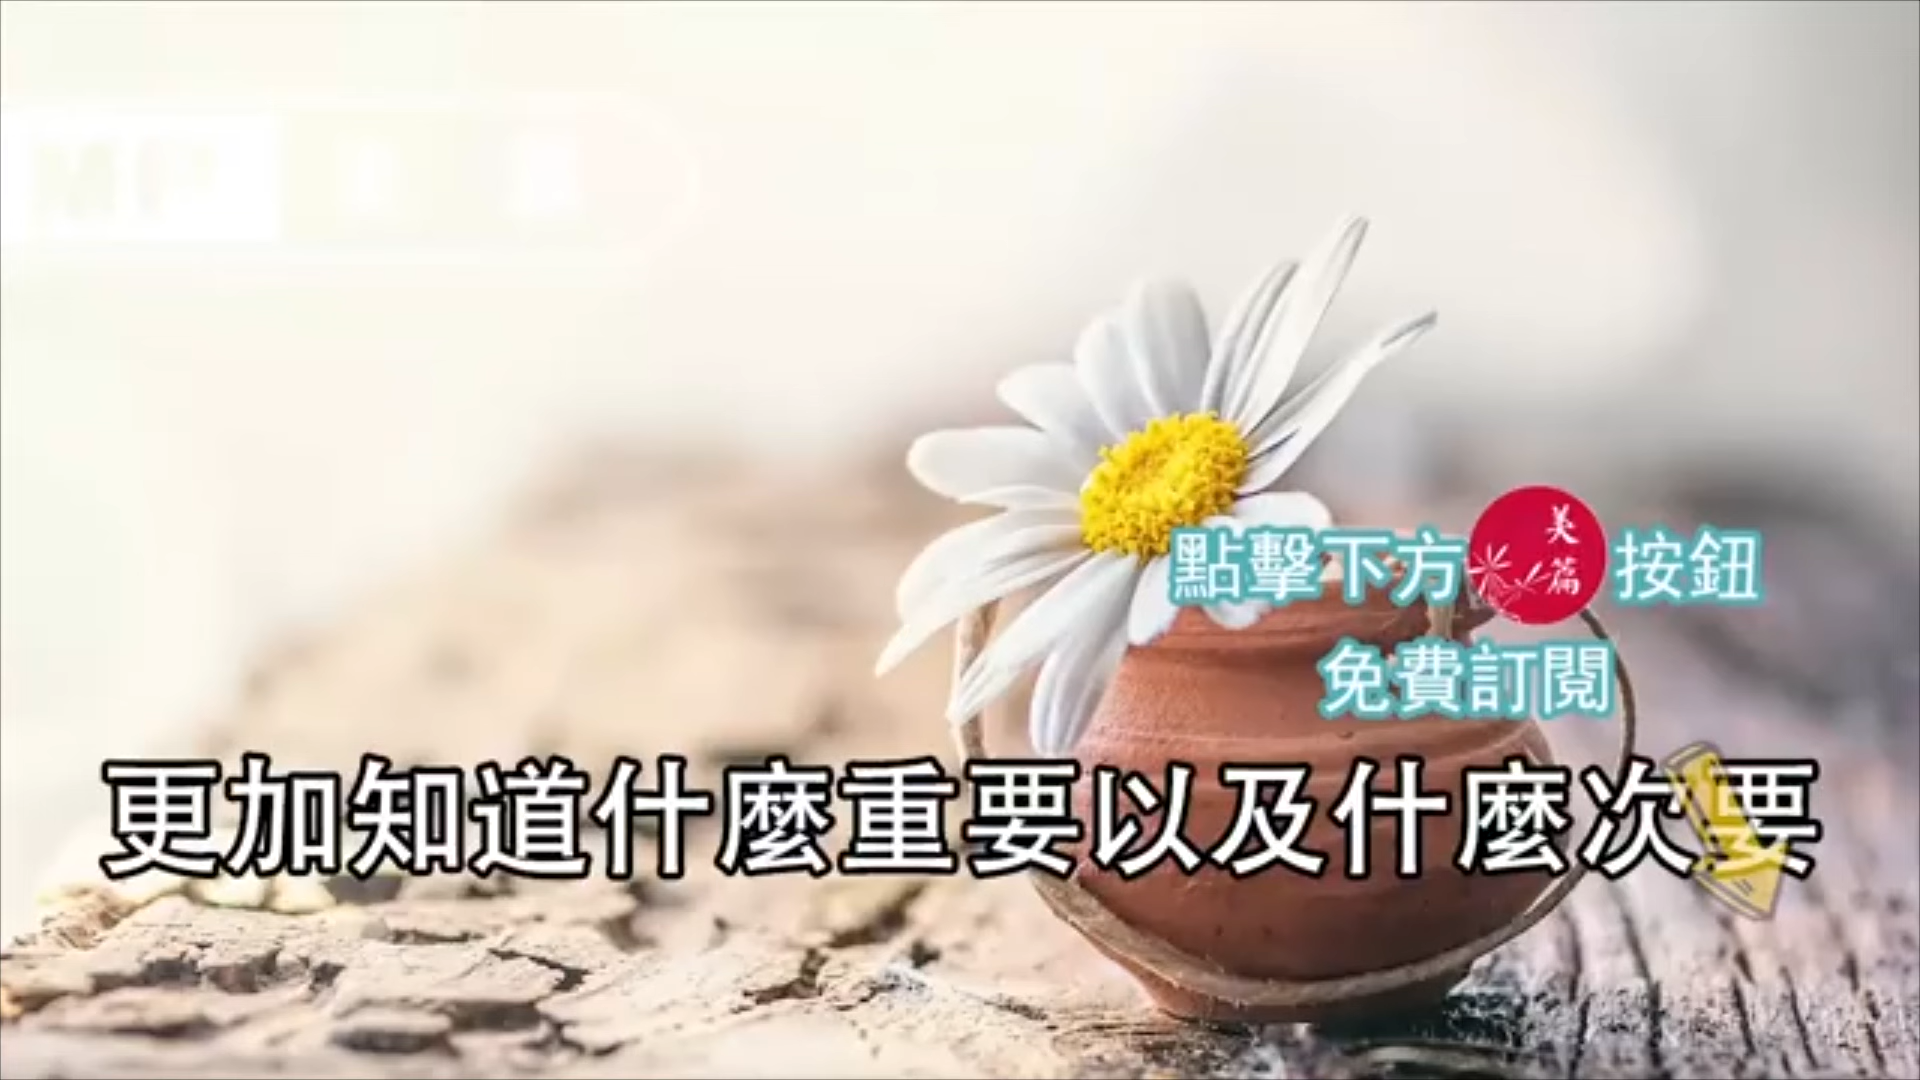 點擊下方美篇按鈕
免費訂閱
更加知道什麼重要以及什麼次要